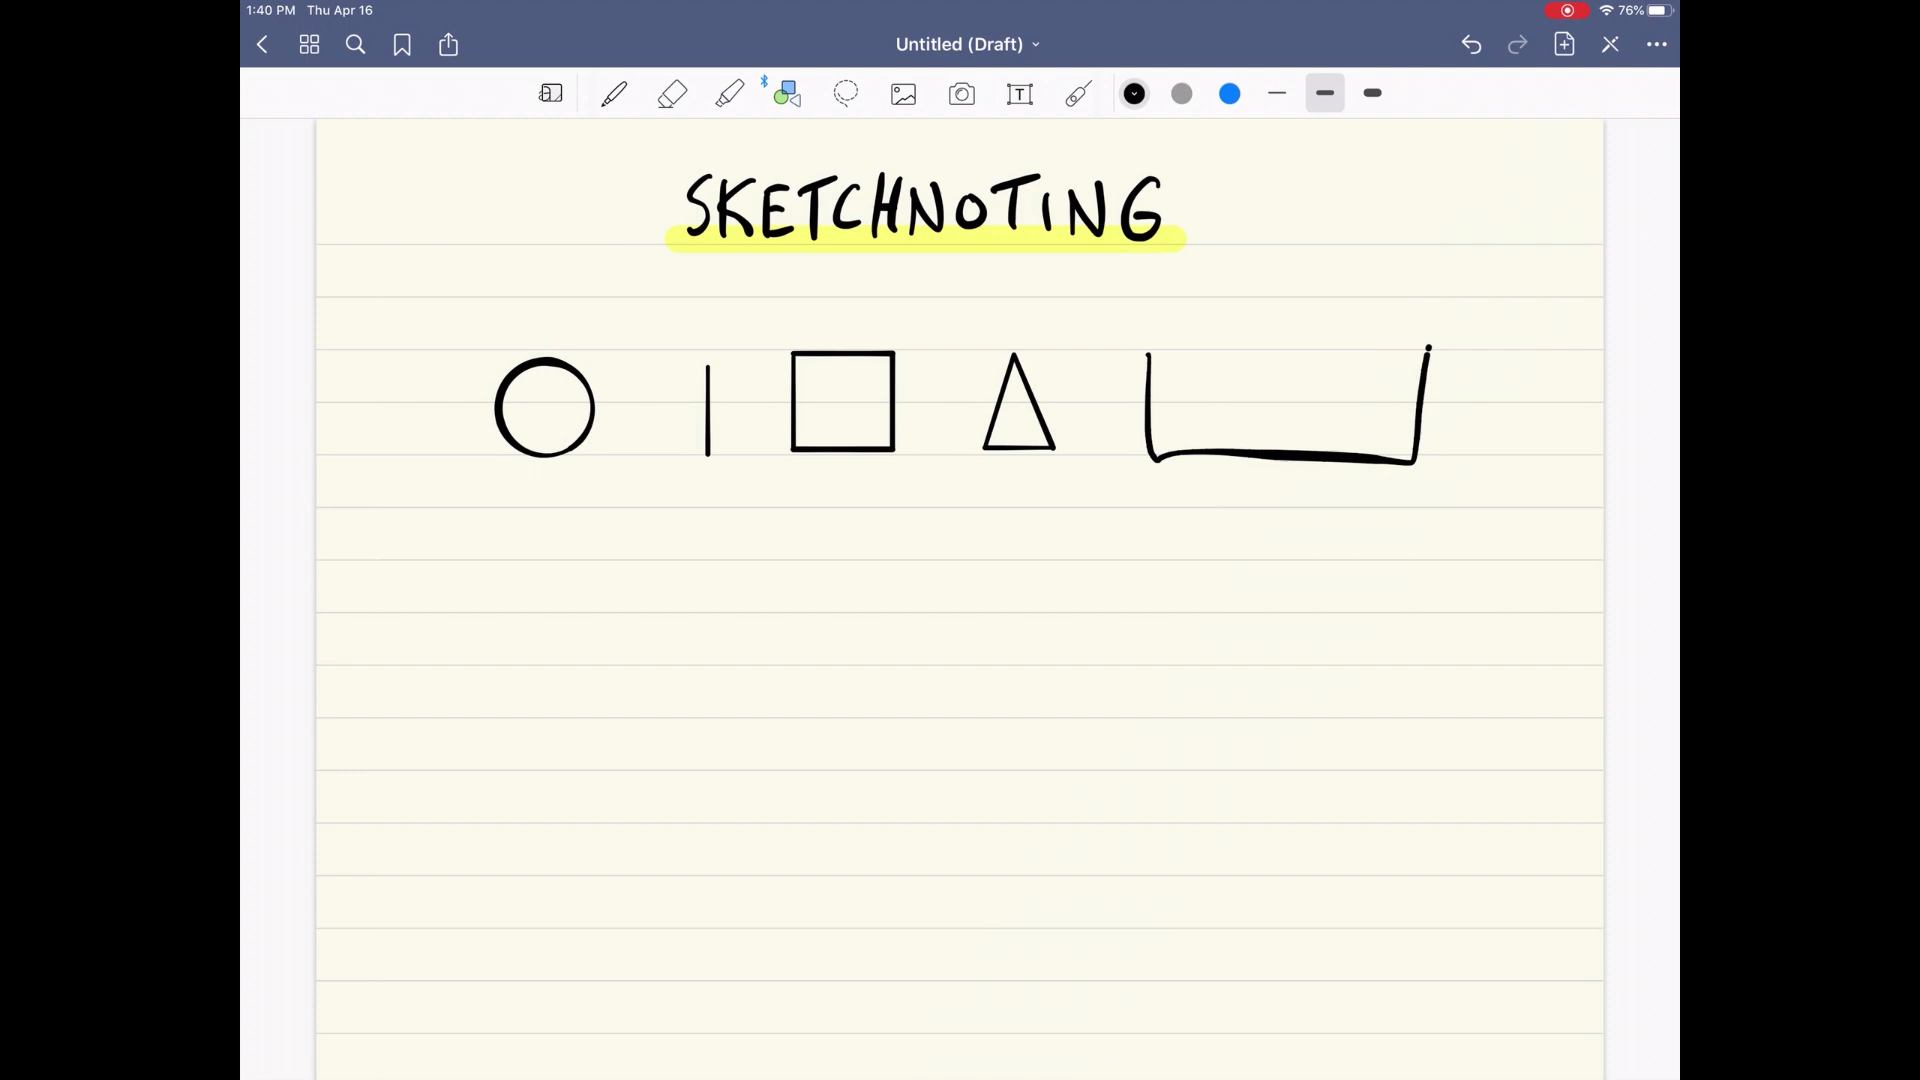 1:40 PM Thu Apr 16
76%
Untitled (Draft)
T
SKETCHNOTING